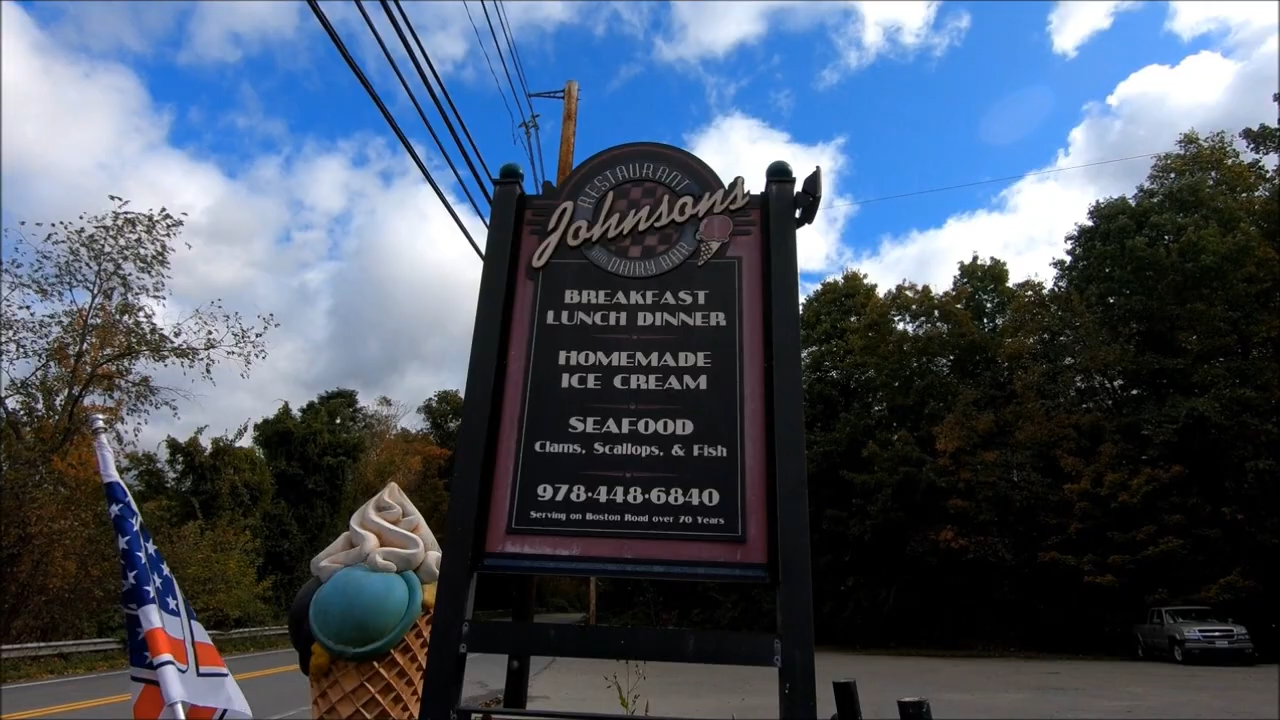 RESTAURANT
Johnsons
AND DAIRY BAR
BREAKFAST
LUNCH DINNER
HOMEMADE
ICE CREAM
SEAFOOD
Clams, Scallops, & Fish
978·448·6840
Serving on Boston Road over 70 Years